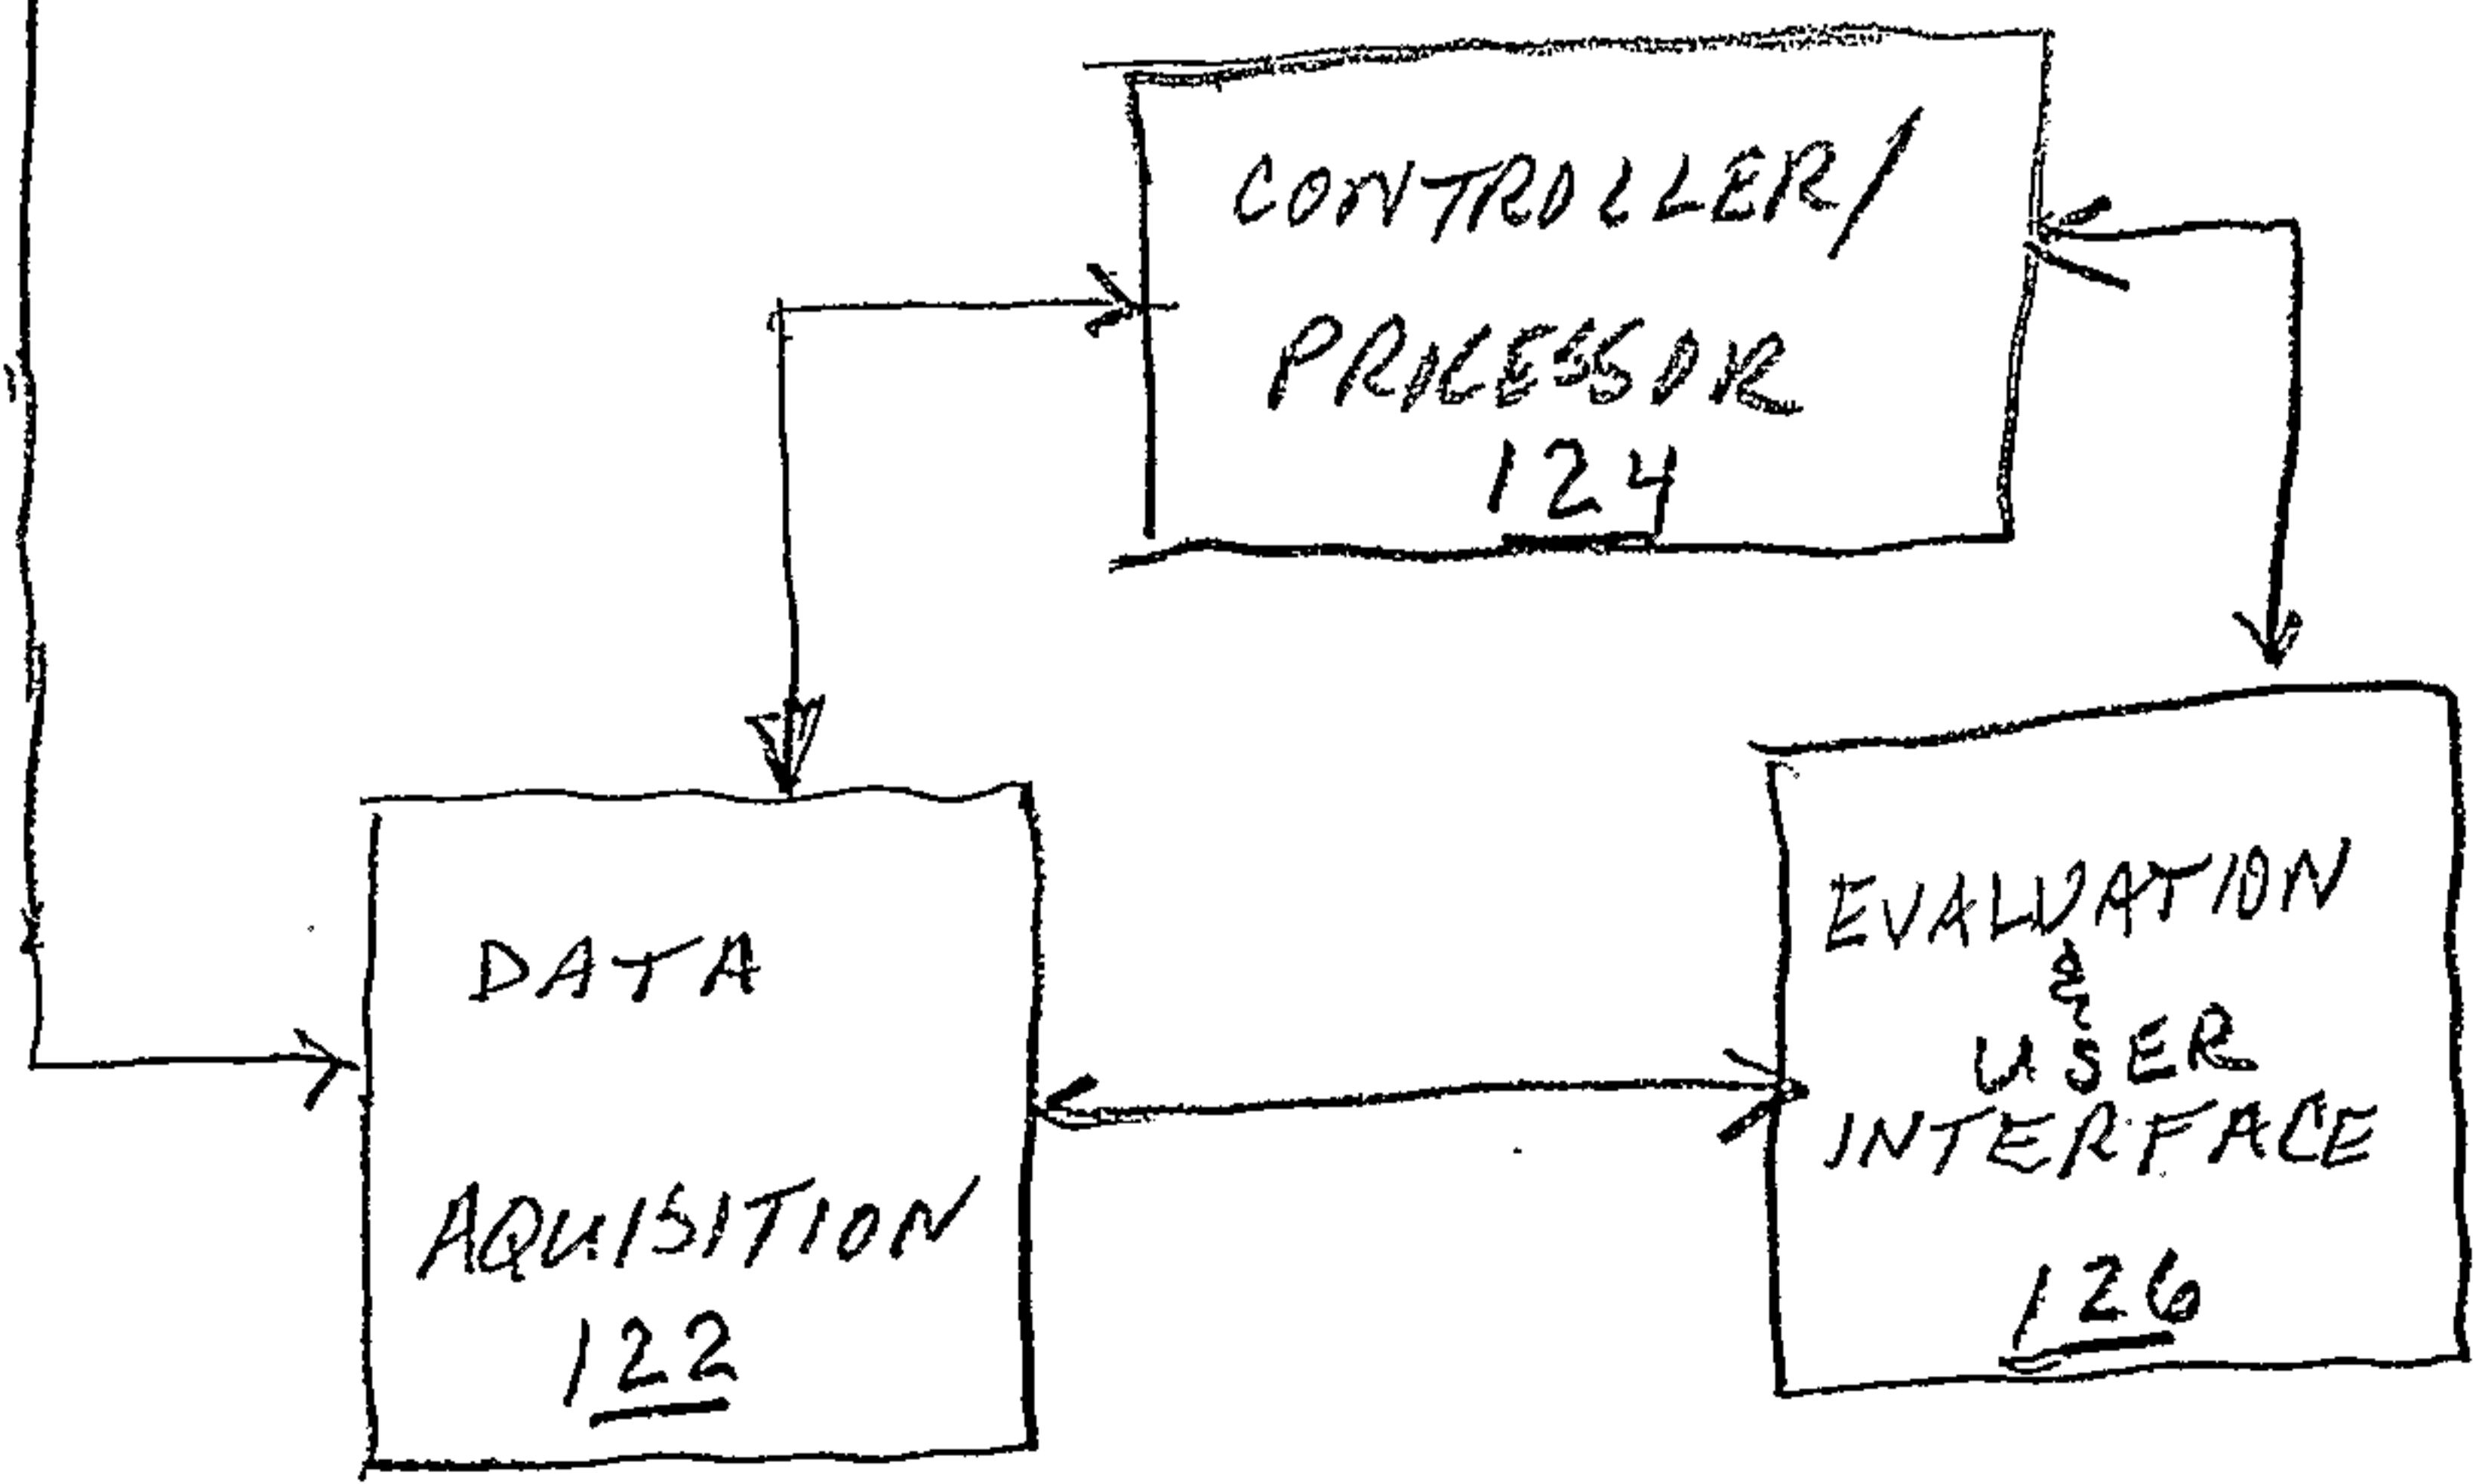 CONTROLLER/
PROCESSOR
124
DATA
AQUISITION
122
EVALUATION
&
USER
INTERFACE
126